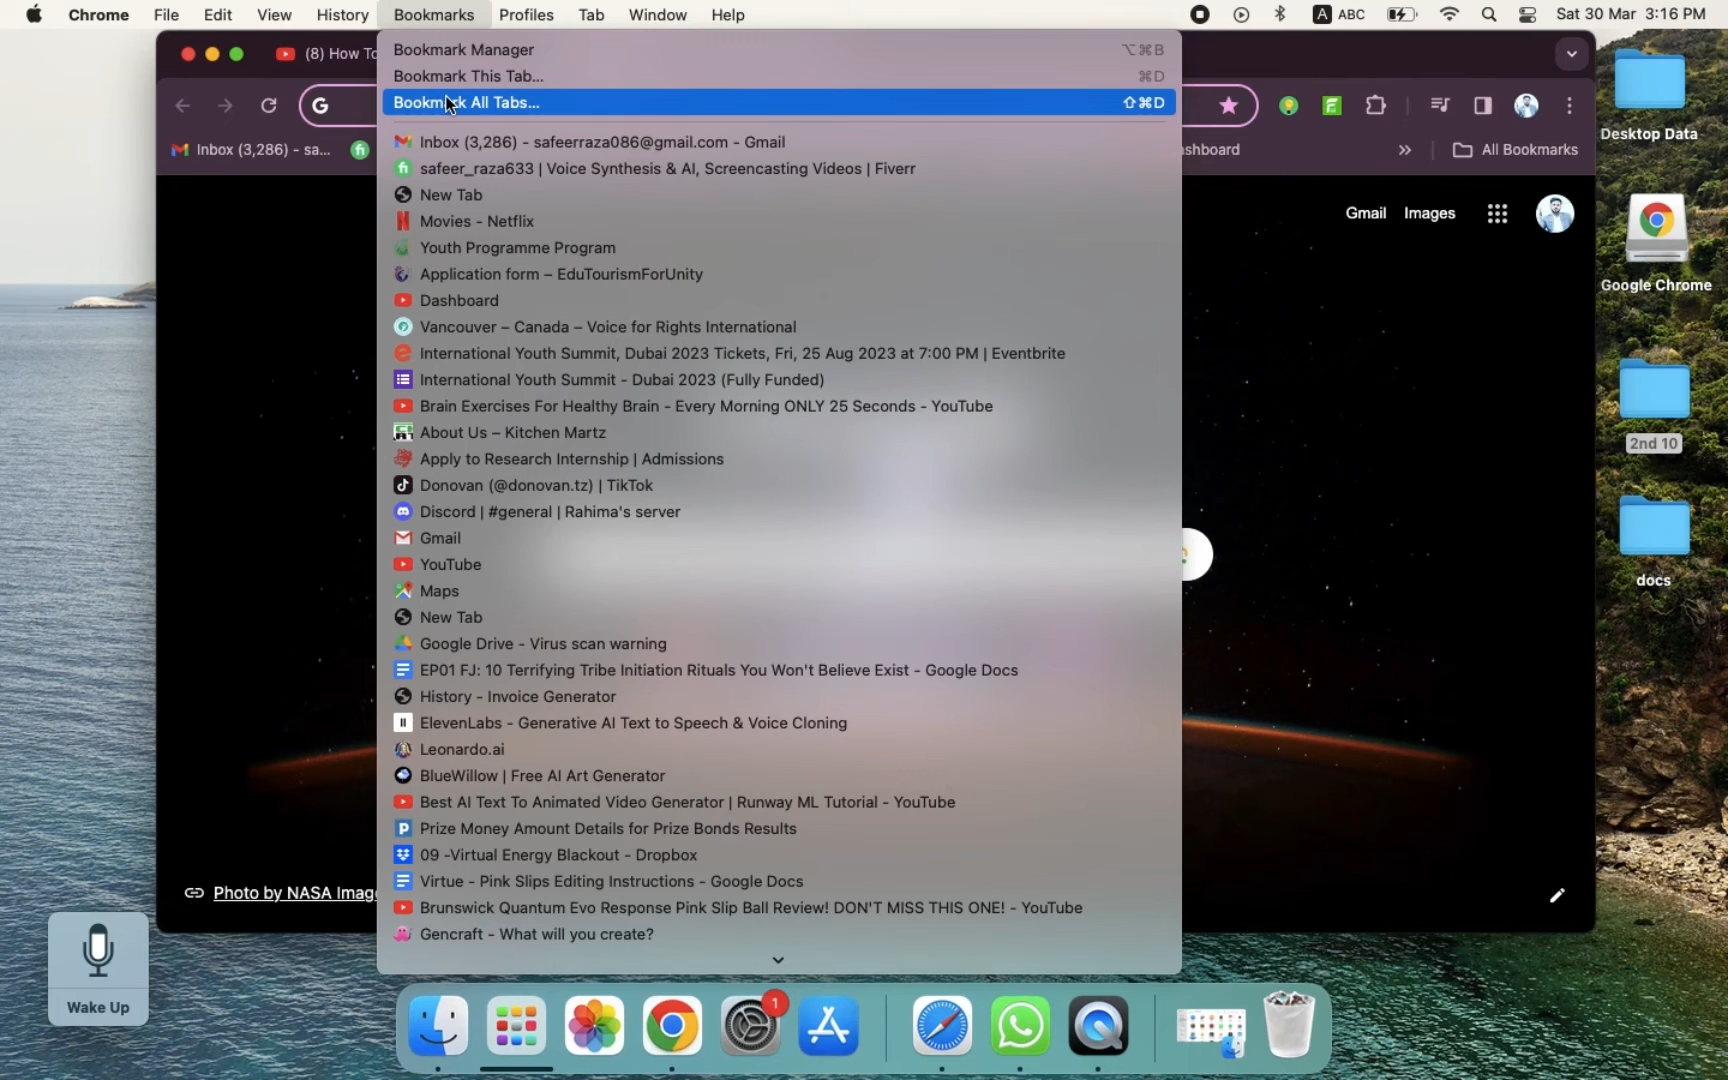 Chrome File Edit View History Bookmarks Profiles Tab Window Help A ABC Sat 30 Mar 3:16 PM
(8) How To
Bookmark Manager ⌥⌘B
Bookmark This Tab... ⌘D
Bookmark All Tabs... ⇧⌘D
Inbox (3,286) - sa...
shboard
» All Bookmarks
Inbox (3,286) - safeerraza086@gmail.com - Gmail
safeer_raza633 | Voice Synthesis & AI, Screencasting Videos | Fiverr
New Tab
Movies - Netflix
Youth Programme Program
Application form – EduTourismForUnity
Dashboard
Vancouver – Canada – Voice for Rights International
International Youth Summit, Dubai 2023 Tickets, Fri, 25 Aug 2023 at 7:00 PM | Eventbrite
International Youth Summit - Dubai 2023 (Fully Funded)
Brain Exercises For Healthy Brain - Every Morning ONLY 25 Seconds - YouTube
About Us – Kitchen Martz
Apply to Research Internship | Admissions
Donovan (@donovan.tz) | TikTok
Discord | #general | Rahima's server
Gmail
YouTube
Maps
New Tab
Google Drive - Virus scan warning
EP01 FJ: 10 Terrifying Tribe Initiation Rituals You Won't Believe Exist - Google Docs
History - Invoice Generator
ElevenLabs - Generative AI Text to Speech & Voice Cloning
Leonardo.ai
BlueWillow | Free AI Art Generator
Best AI Text To Animated Video Generator | Runway ML Tutorial - YouTube
Prize Money Amount Details for Prize Bonds Results
09 -Virtual Energy Blackout - Dropbox
Virtue - Pink Slips Editing Instructions - Google Docs
Brunswick Quantum Evo Response Pink Slip Ball Review! DON'T MISS THIS ONE! - YouTube
Gencraft - What will you create?
Gmail Images
Photo by NASA Imag
Desktop Data
Google Chrome
2nd 10
docs
Wake Up
1